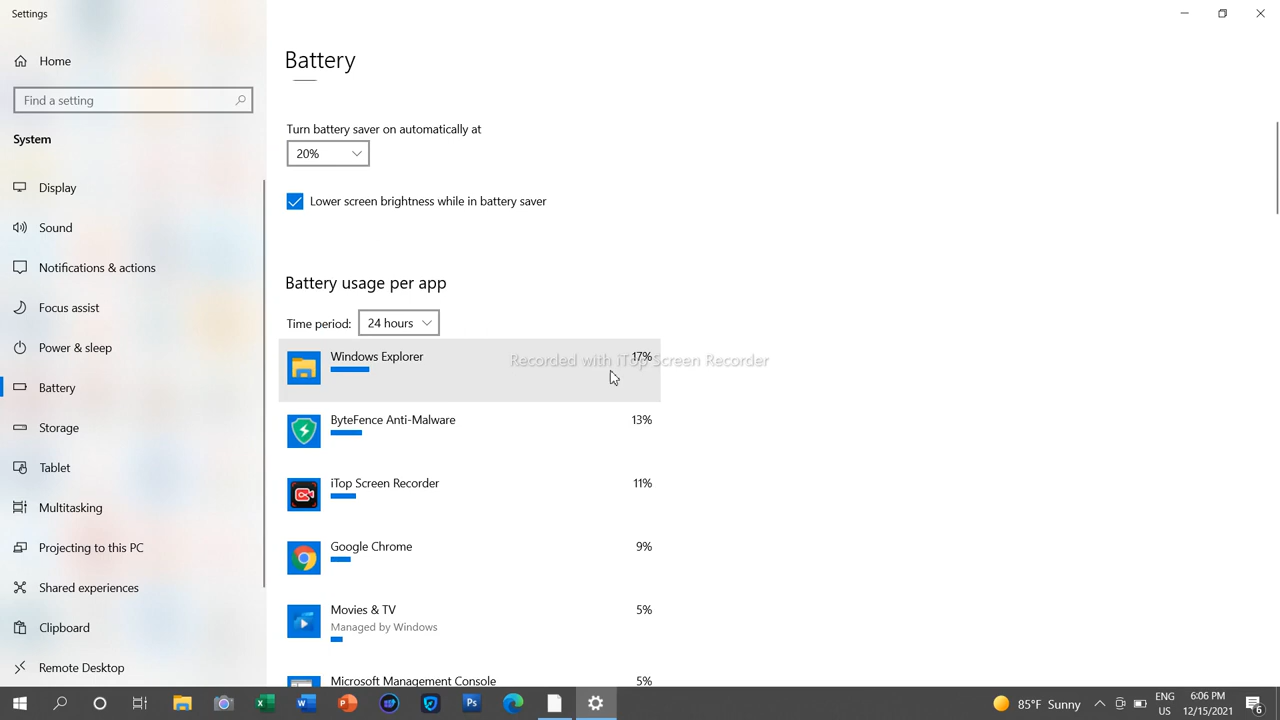 Settings
Home
Find a setting
System
Display
Sound
Notifications & actions
Focus assist
Power & sleep
Battery
Storage
Tablet
Multitasking
Projecting to this PC
Shared experiences
Clipboard
Remote Desktop
Battery
Turn battery saver on automatically at
20%
Lower screen brightness while in battery saver
Battery usage per app
Time period: 24 hours
Windows Explorer 17%
Recorded with iTop Screen Recorder
ByteFence Anti-Malware 13%
iTop Screen Recorder 11%
Google Chrome 9%
Movies & TV 5%
Managed by Windows
Microsoft Management Console 5%
85°F Sunny
ENG
US
6:06 PM
12/15/2021
6